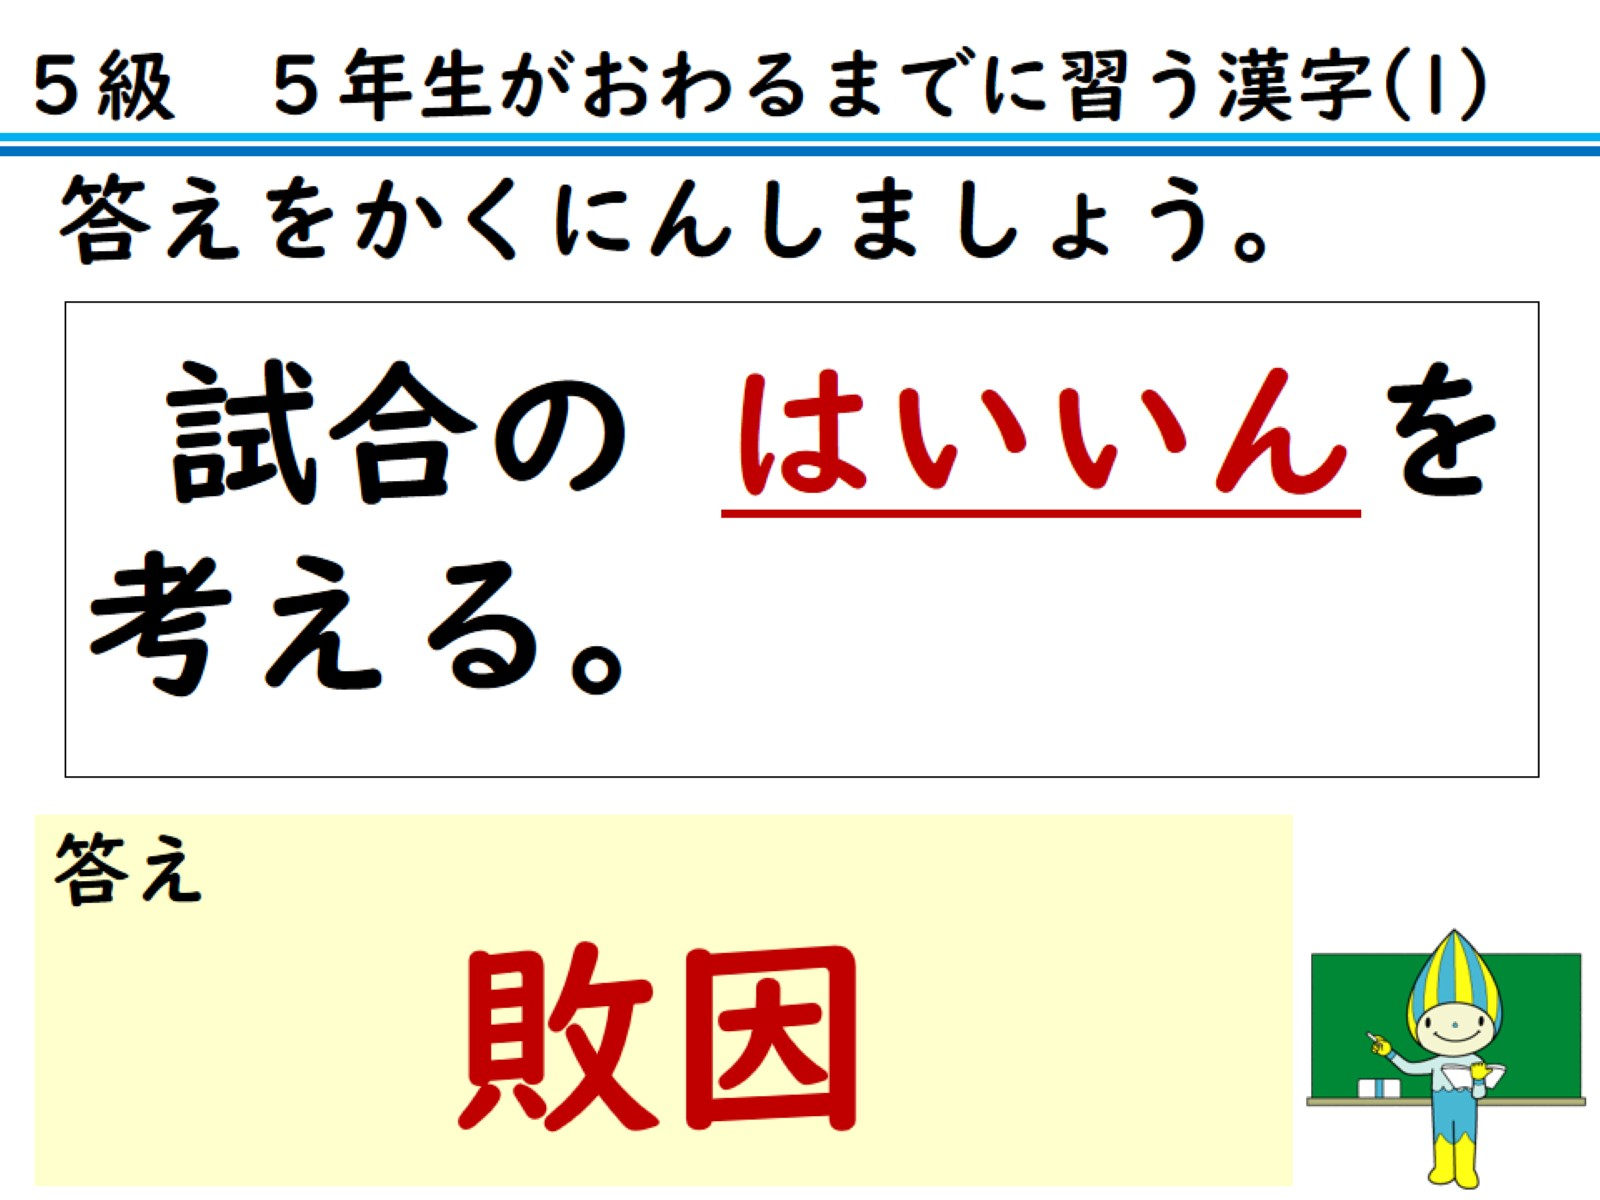 ５級　５年生がおわるまでに習う漢字(1)
答えをかくにんしましょう。
試合の はいいんを
考える。
答え
敗因